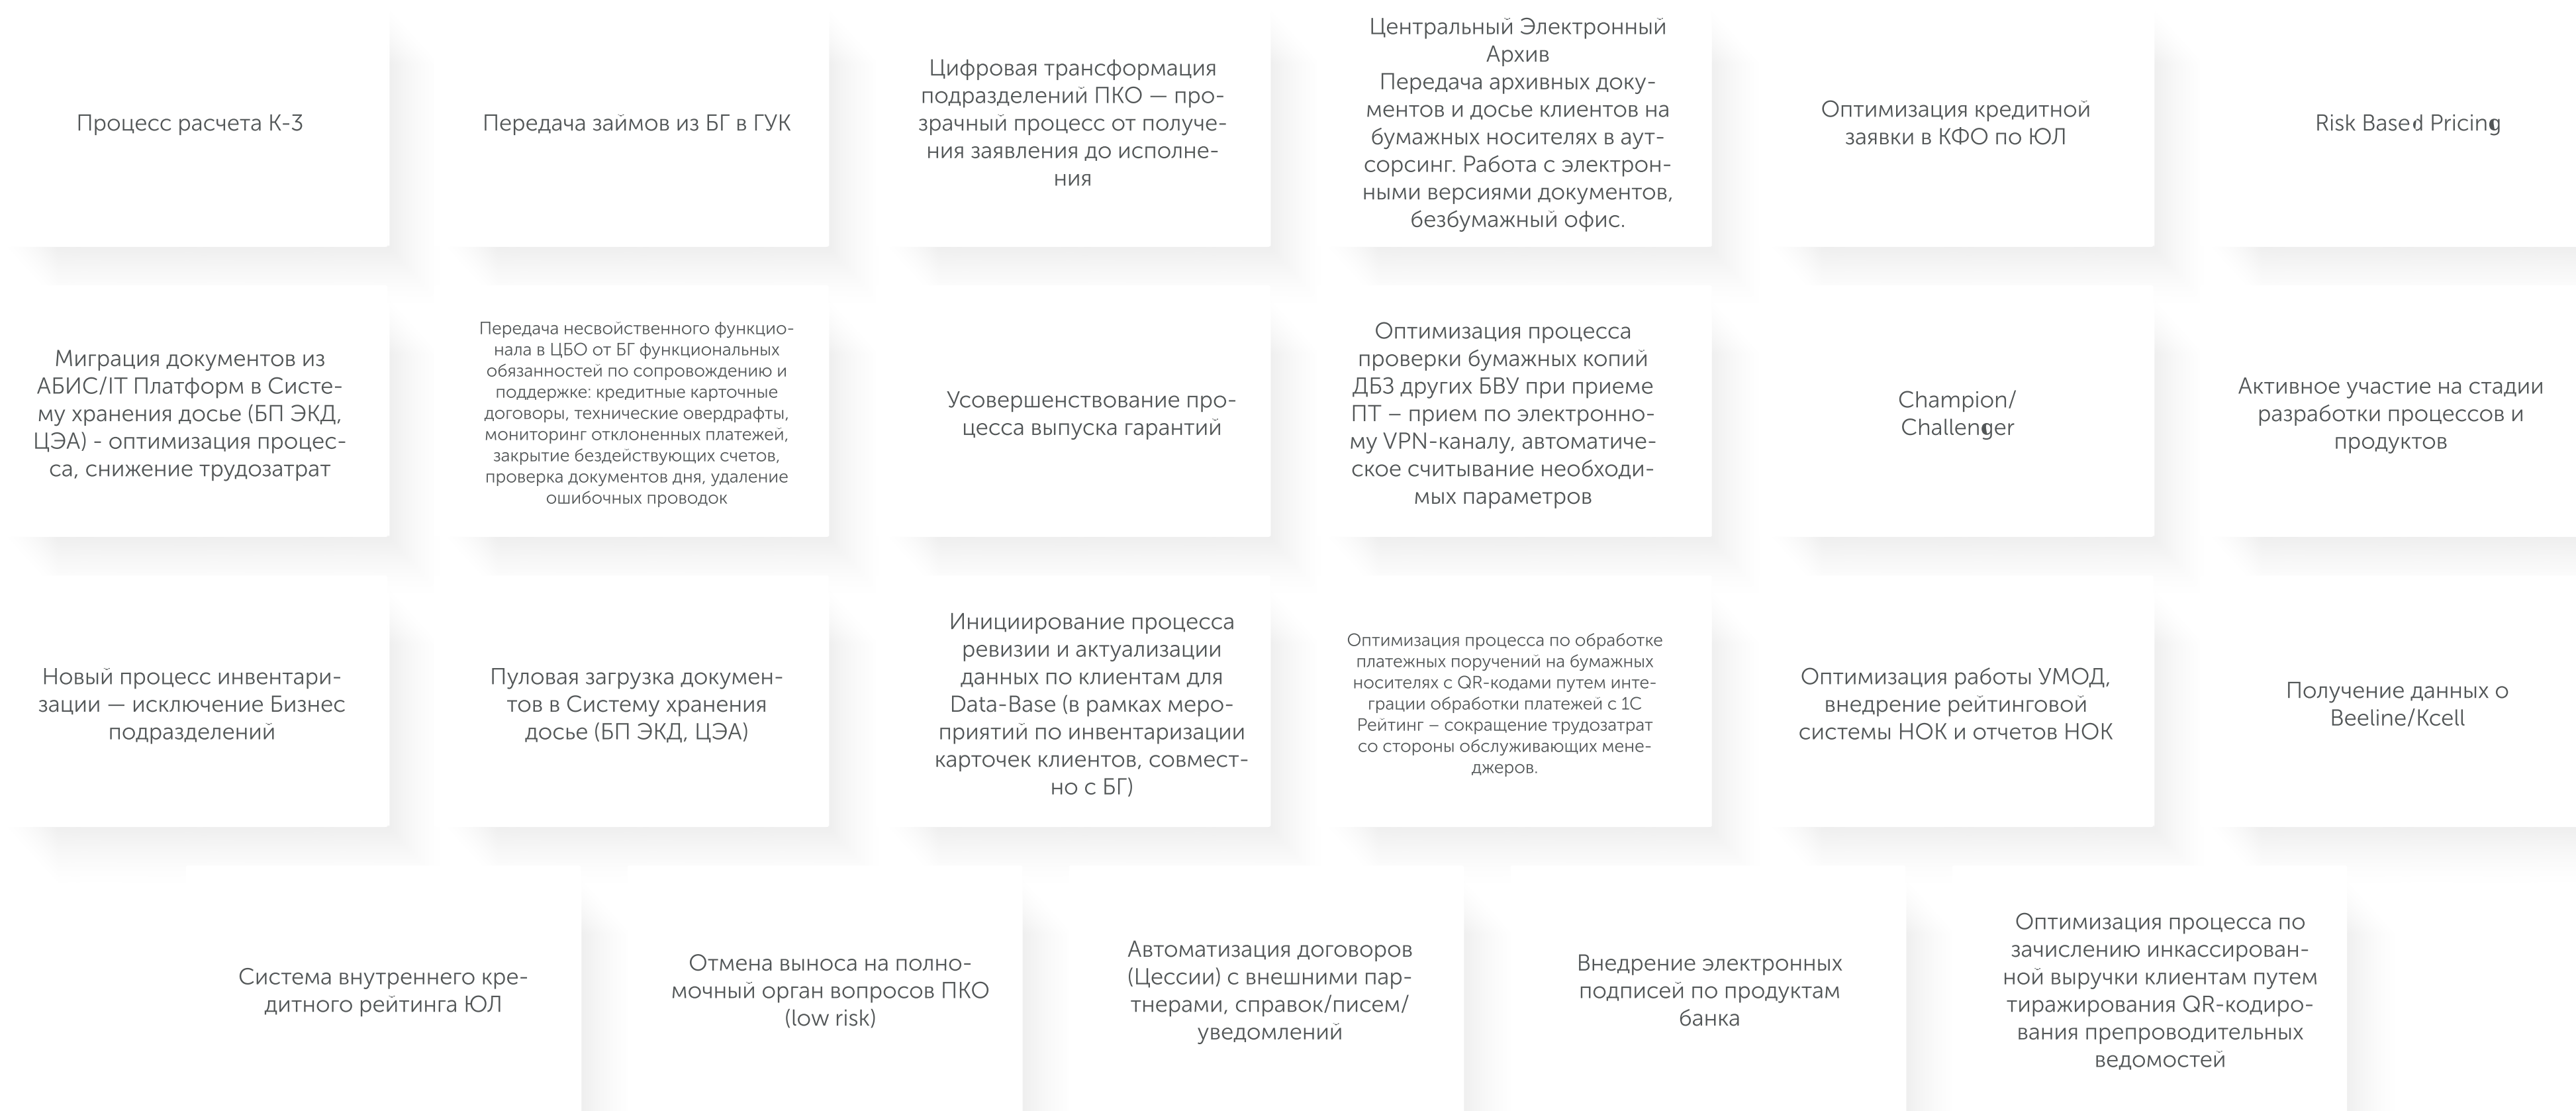 Процесс расчета К-3
Передача займов из БГ в ГУК
Цифровая трансформация
подразделений ПКО — про-
зрачный процесс от получе-
ния заявления до исполне-
ния
Центральный Электронный
Архив
Передача архивных доку-
ментов и досье клиентов на
бумажных носителях в аут-
сорсинг. Работа с электрон-
ными версиями документов,
безбумажный офис.
Оптимизация кредитной
заявки в КФО по ЮЛ
Risk Based Pricing
Миграция документов из
АБИС/IT Платформ в Систе-
му хранения досье (БП ЭКД,
ЦЭА) - оптимизация процес-
са, снижение трудозатрат
Передача несвойственного функцио-
нала в ЦБО от БГ функциональных
обязанностей по сопровождению и
поддержке: кредитные карточные
договоры, технические овердрафты,
мониторинг отклоненных платежей,
закрытие бездействующих счетов,
проверка документов дня, удаление
ошибочных проводок
Усовершенствование про-
цесса выпуска гарантий
Оптимизация процесса
проверки бумажных копий
ДБЗ других БВУ при приеме
ПТ – прием по электронно-
му VPN-каналу, автоматиче-
ское считывание необходи-
мых параметров
Champion/
Challenger
Активное участие на стадии
разработки процессов и
продуктов
Новый процесс инвентари-
зации — исключение Бизнес
подразделений
Пуловая загрузка докумен-
тов в Систему хранения
досье (БП ЭКД, ЦЭА)
Инициирование процесса
ревизии и актуализации
данных по клиентам для
Data-Base (в рамках меро-
приятий по инвентаризации
карточек клиентов, совмест-
но с БГ)
Оптимизация процесса по обработке
платежных поручений на бумажных
носителях с QR-кодами путем инте-
грации обработки платежей с 1С
Рейтинг – сокращение трудозатрат
со стороны обслуживающих мене-
джеров.
Оптимизация работы УМОД,
внедрение рейтинговой
системы НОК и отчетов НОК
Получение данных о
Beeline/Kcell
Система внутреннего кре-
дитного рейтинга ЮЛ
Отмена выноса на полно-
мочный орган вопросов ПКО
(low risk)
Автоматизация договоров
(Цессии) с внешними пар-
тнерами, справок/писем/
уведомлений
Внедрение электронных
подписей по продуктам
банка
Оптимизация процесса по
зачислению инкассирован-
ной выручки клиентам путем
тиражирования QR-кодиро-
вания препроводительных
ведомостей